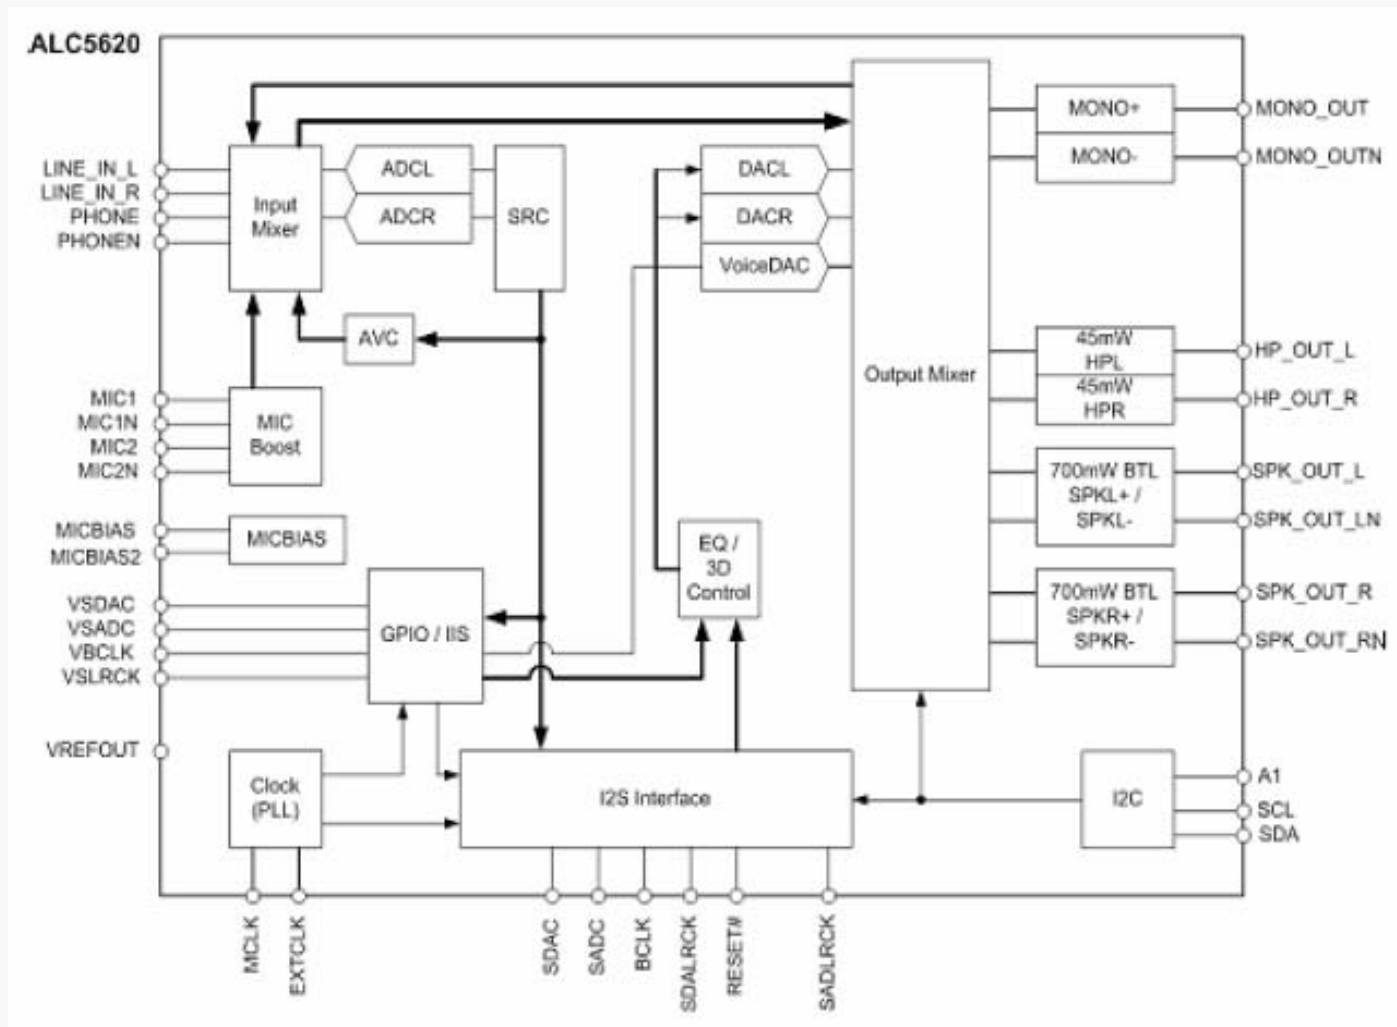 ALC5620
LINE_IN_L
LINE_IN_R
PHONE
PHONEN
Input
Mixer
ADCL
ADCR
SRC
DACL
DACR
VoiceDAC
MONO+
MONO-
MONO_OUT
MONO_OUTN
AVC
Output Mixer
45mW
HPL
45mW
HPR
HP_OUT_L
HP_OUT_R
MIC1
MIC1N
MIC2
MIC2N
MIC
Boost
700mW BTL
SPKL+ /
SPKL-
SPK_OUT_L
SPK_OUT_LN
MICBIAS
MICBIAS2
MICBIAS
EQ /
3D
Control
VSDAC
VSADC
VBCLK
VSLRCK
GPIO / IIS
700mW BTL
SPKR+ /
SPKR-
SPK_OUT_R
SPK_OUT_RN
VREFOUT
Clock
(PLL)
I2S Interface
I2C
A1
SCL
SDA
MCLK
EXTCLK
SDAC
SADC
BCLK
SDALRCK
RESET#
SADLRCK